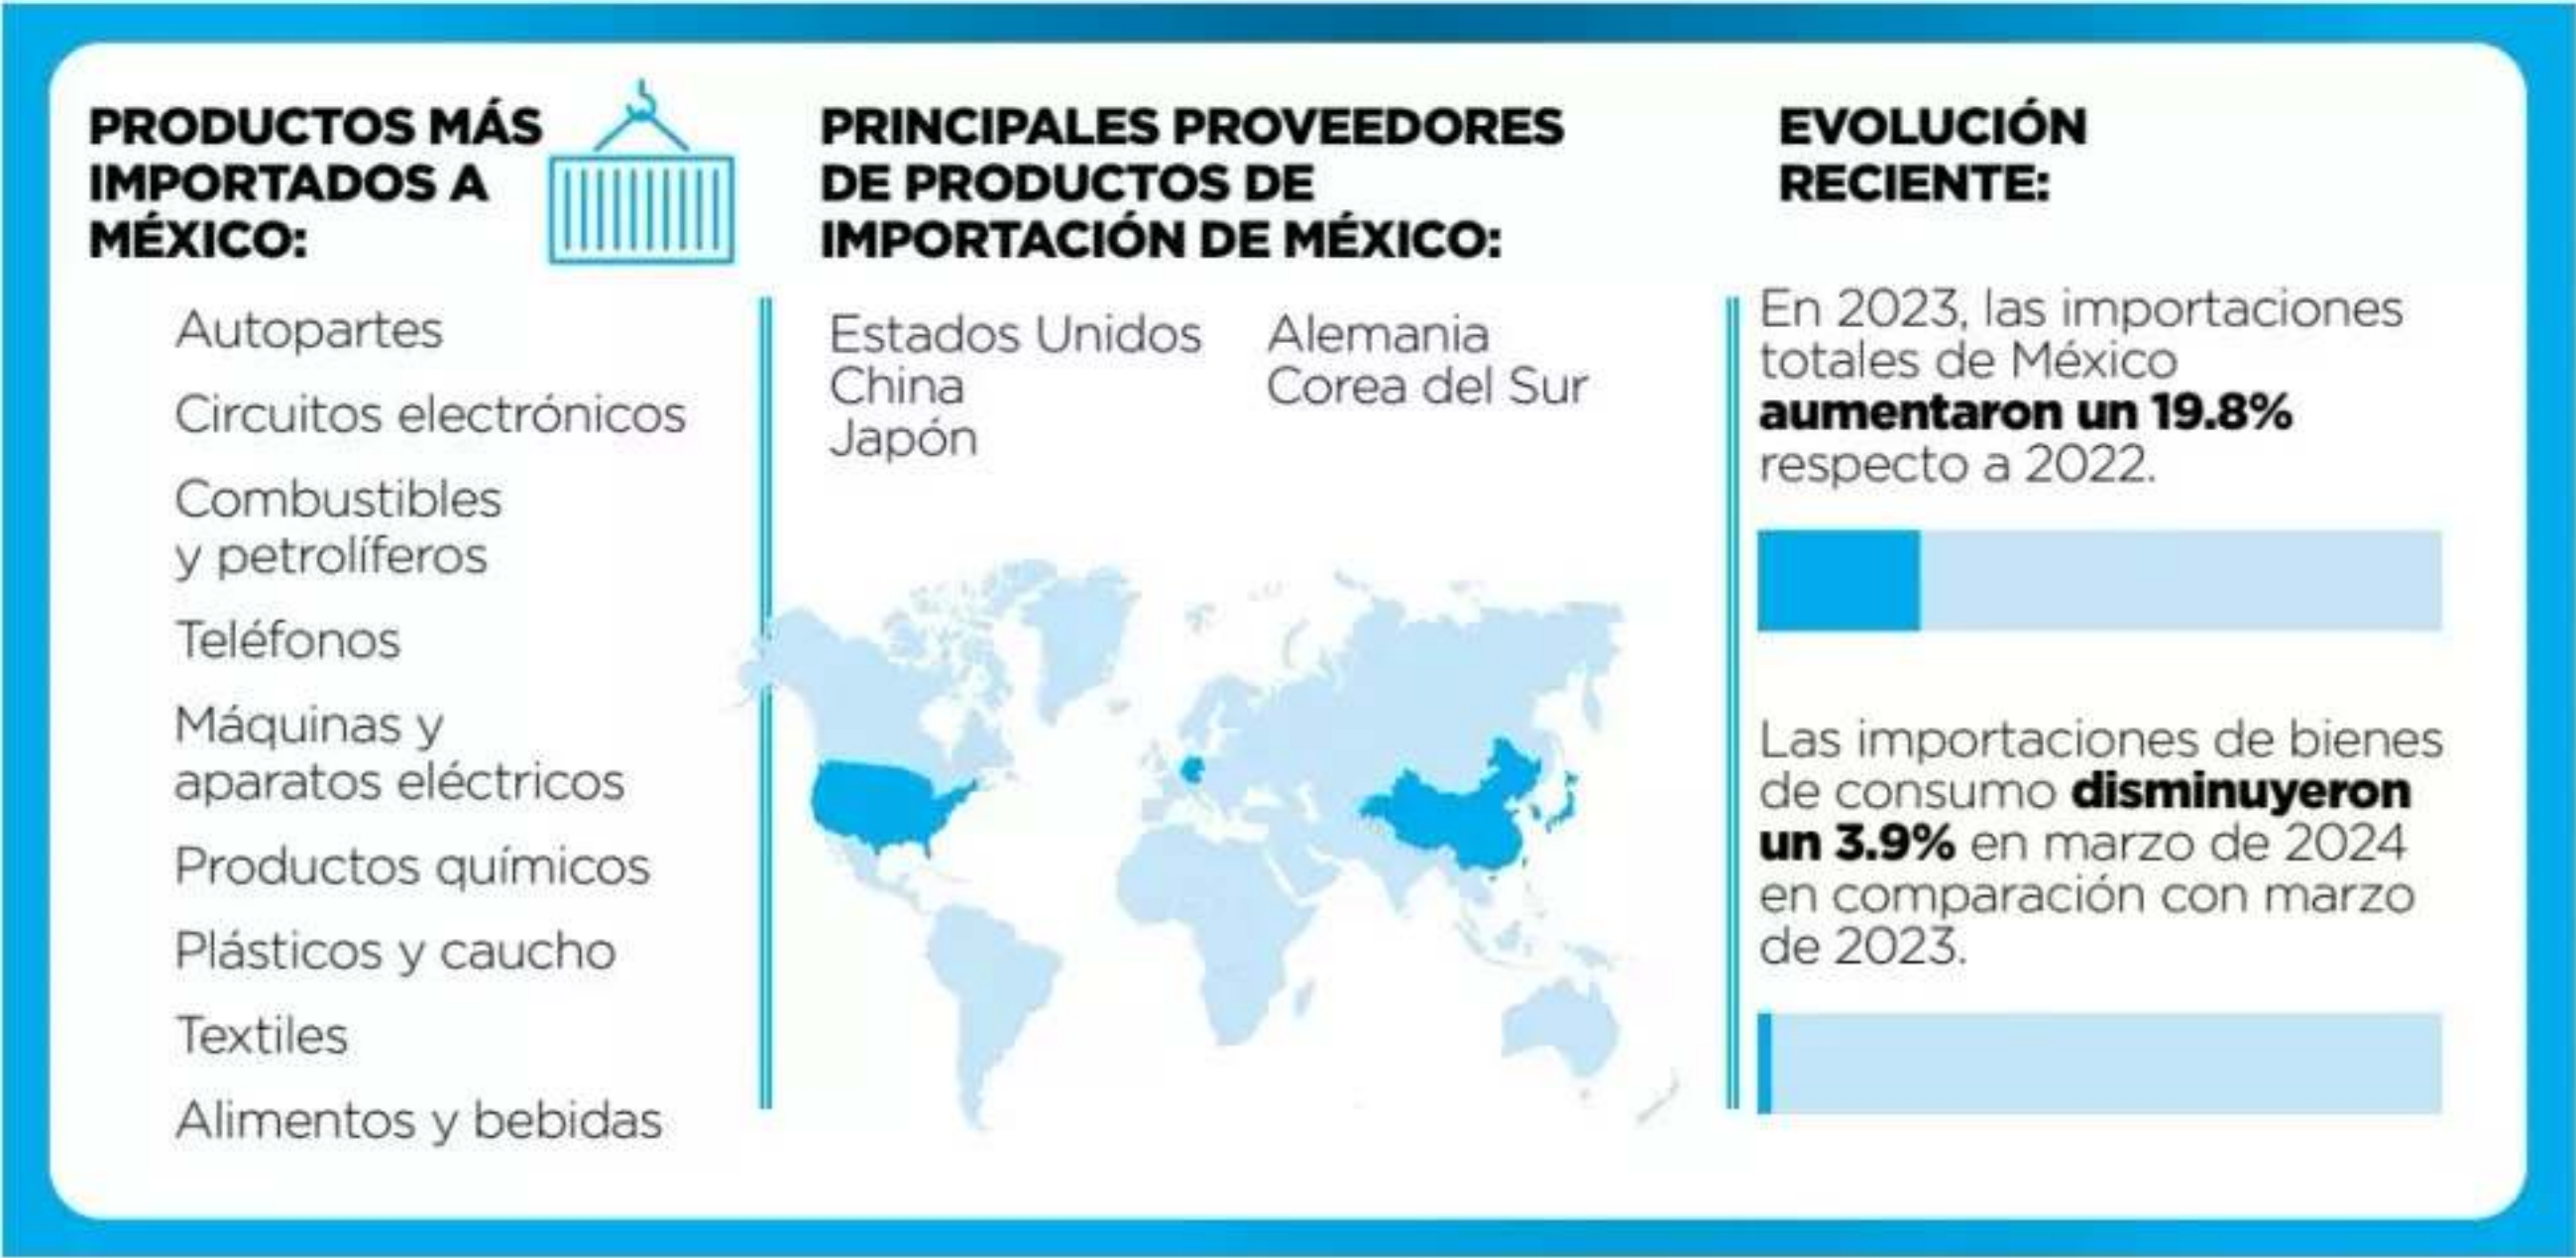 PRODUCTOS MÁS
IMPORTADOS A
MÉXICO:
Autopartes
Circuitos electrónicos
Combustibles
y petrolíferos
Teléfonos
Máquinas y
aparatos eléctricos
Productos químicos
Plásticos y caucho
Textiles
Alimentos y bebidas
PRINCIPALES PROVEEDORES
DE PRODUCTOS DE
IMPORTACIÓN DE MÉXICO:
Estados Unidos
China
Japón
Alemania
Corea del Sur
EVOLUCIÓN
RECIENTE:
En 2023, las importaciones
totales de México
aumentaron un 19.8%
respecto a 2022.
Las importaciones de bienes
de consumo disminuyeron
un 3.9% en marzo de 2024
en comparación con marzo
de 2023.